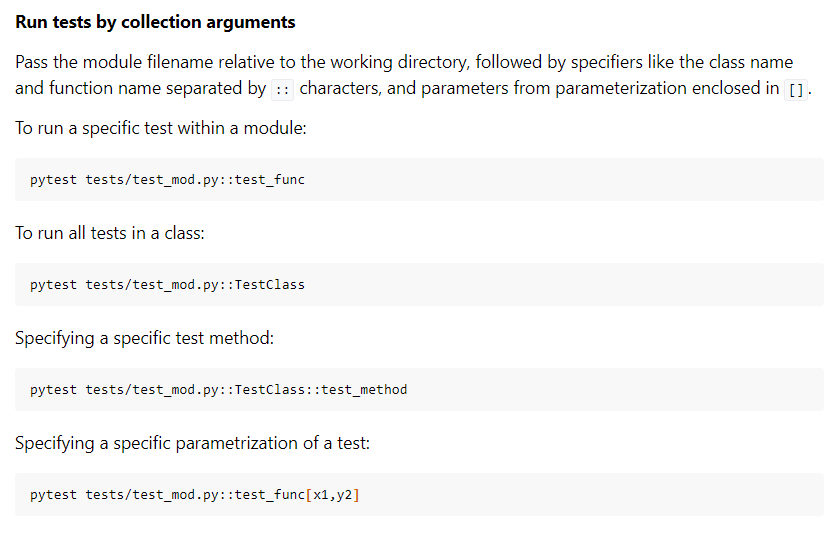 Run tests by collection arguments
Pass the module filename relative to the working directory, followed by specifiers like the class name
and function name separated by :: characters, and parameters from parameterization enclosed in [].
To run a specific test within a module:
pytest tests/test_mod.py::test_func
To run all tests in a class:
pytest tests/test_mod.py::TestClass
Specifying a specific test method:
pytest tests/test_mod.py::TestClass::test_method
Specifying a specific parametrization of a test:
pytest tests/test_mod.py::test_func[x1,y2]